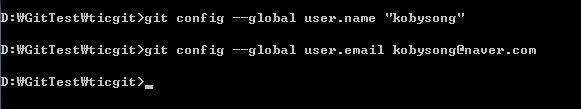 D:₩GitTest₩ticgit>git config --global user.name "kobysong"
D:₩GitTest₩ticgit>git config --global user.email kobysong@naver.com
D:₩GitTest₩ticgit>_